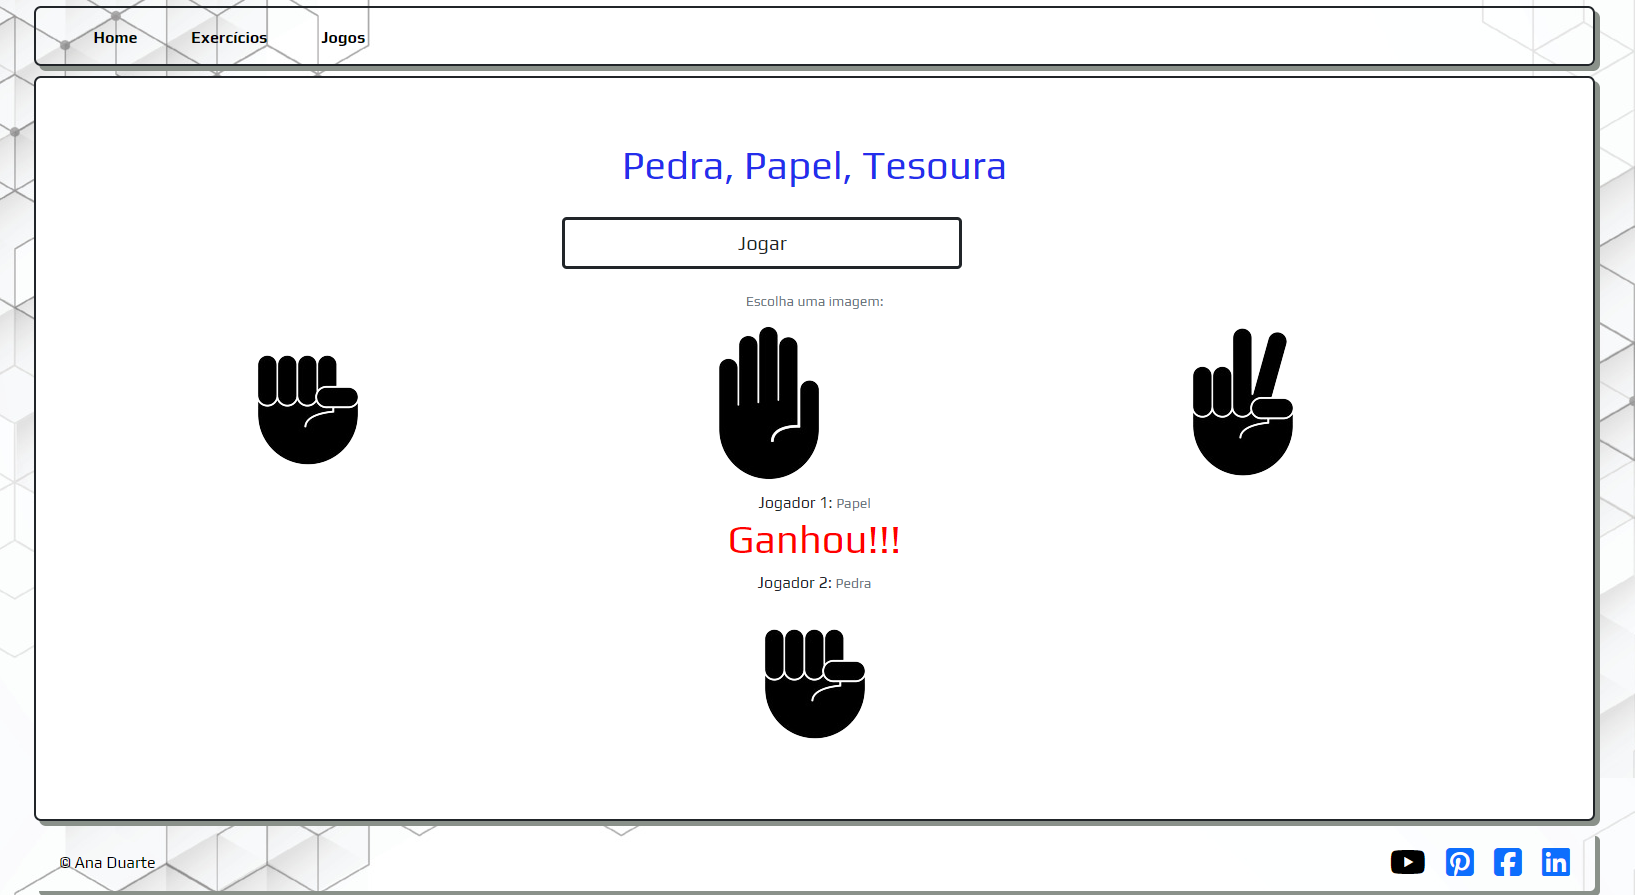 Home Exercícios Jogos
Pedra, Papel, Tesoura
Jogar
Escolha uma imagem:
Jogador 1: Papel
Ganhou!!!
Jogador 2: Pedra
© Ana Duarte